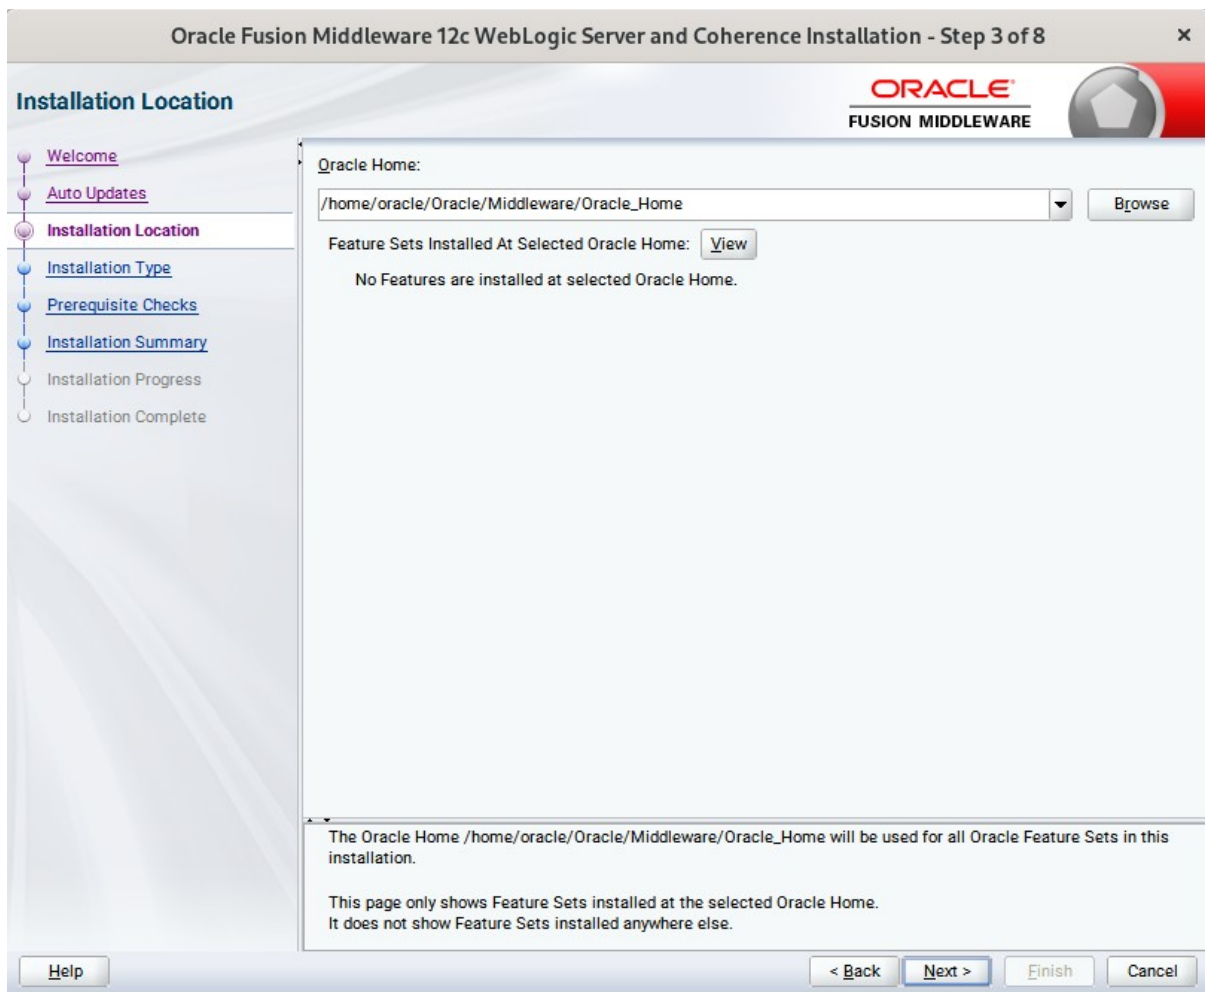 Oracle Fusion Middleware 12c WebLogic Server and Coherence Installation - Step 3 of 8
Installation Location
ORACLE
FUSION MIDDLEWARE
Welcome
Auto Updates
Installation Location
Installation Type
Prerequisite Checks
Installation Summary
Installation Progress
Installation Complete
Oracle Home:
/home/oracle/Oracle/Middleware/Oracle_Home
Browse
Feature Sets Installed At Selected Oracle Home: View
No Features are installed at selected Oracle Home.
The Oracle Home /home/oracle/Oracle/Middleware/Oracle_Home will be used for all Oracle Feature Sets in this
installation.
This page only shows Feature Sets installed at the selected Oracle Home.
It does not show Feature Sets installed anywhere else.
Help
< Back
Next >
Finish
Cancel